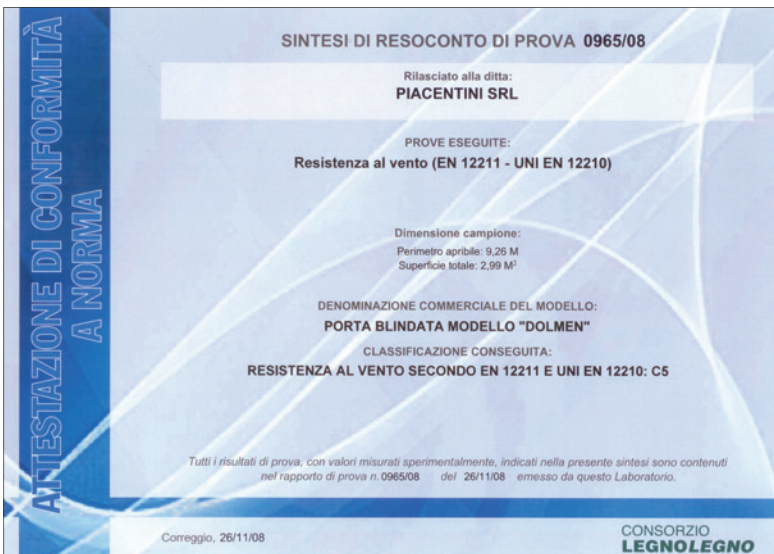 ATTESTAZIONE DI CONFORMITÀ
A NORMA
SINTESI DI RESOCONTO DI PROVA 0965/08
Rilasciato alla ditta:
PIACENTINI SRL
PROVE ESEGUITE:
Resistenza al vento (EN 12211 - UNI EN 12210)
Dimensione campione:
Perimetro apribile: 9,26 M
Superficie totale: 2,99 M²
DENOMINAZIONE COMMERCIALE DEL MODELLO:
PORTA BLINDATA MODELLO "DOLMEN"
CLASSIFICAZIONE CONSEGUITA:
RESISTENZA AL VENTO SECONDO EN 12211 E UNI EN 12210: C5
Tutti i risultati di prova, con valori misurati sperimentalmente, indicati nella presente sintesi sono contenuti
nel rapporto di prova n. 0965/08 del 26/11/08 emesso da questo Laboratorio.
Correggio, 26/11/08
CONSORZIO
LEGNOLEGNO